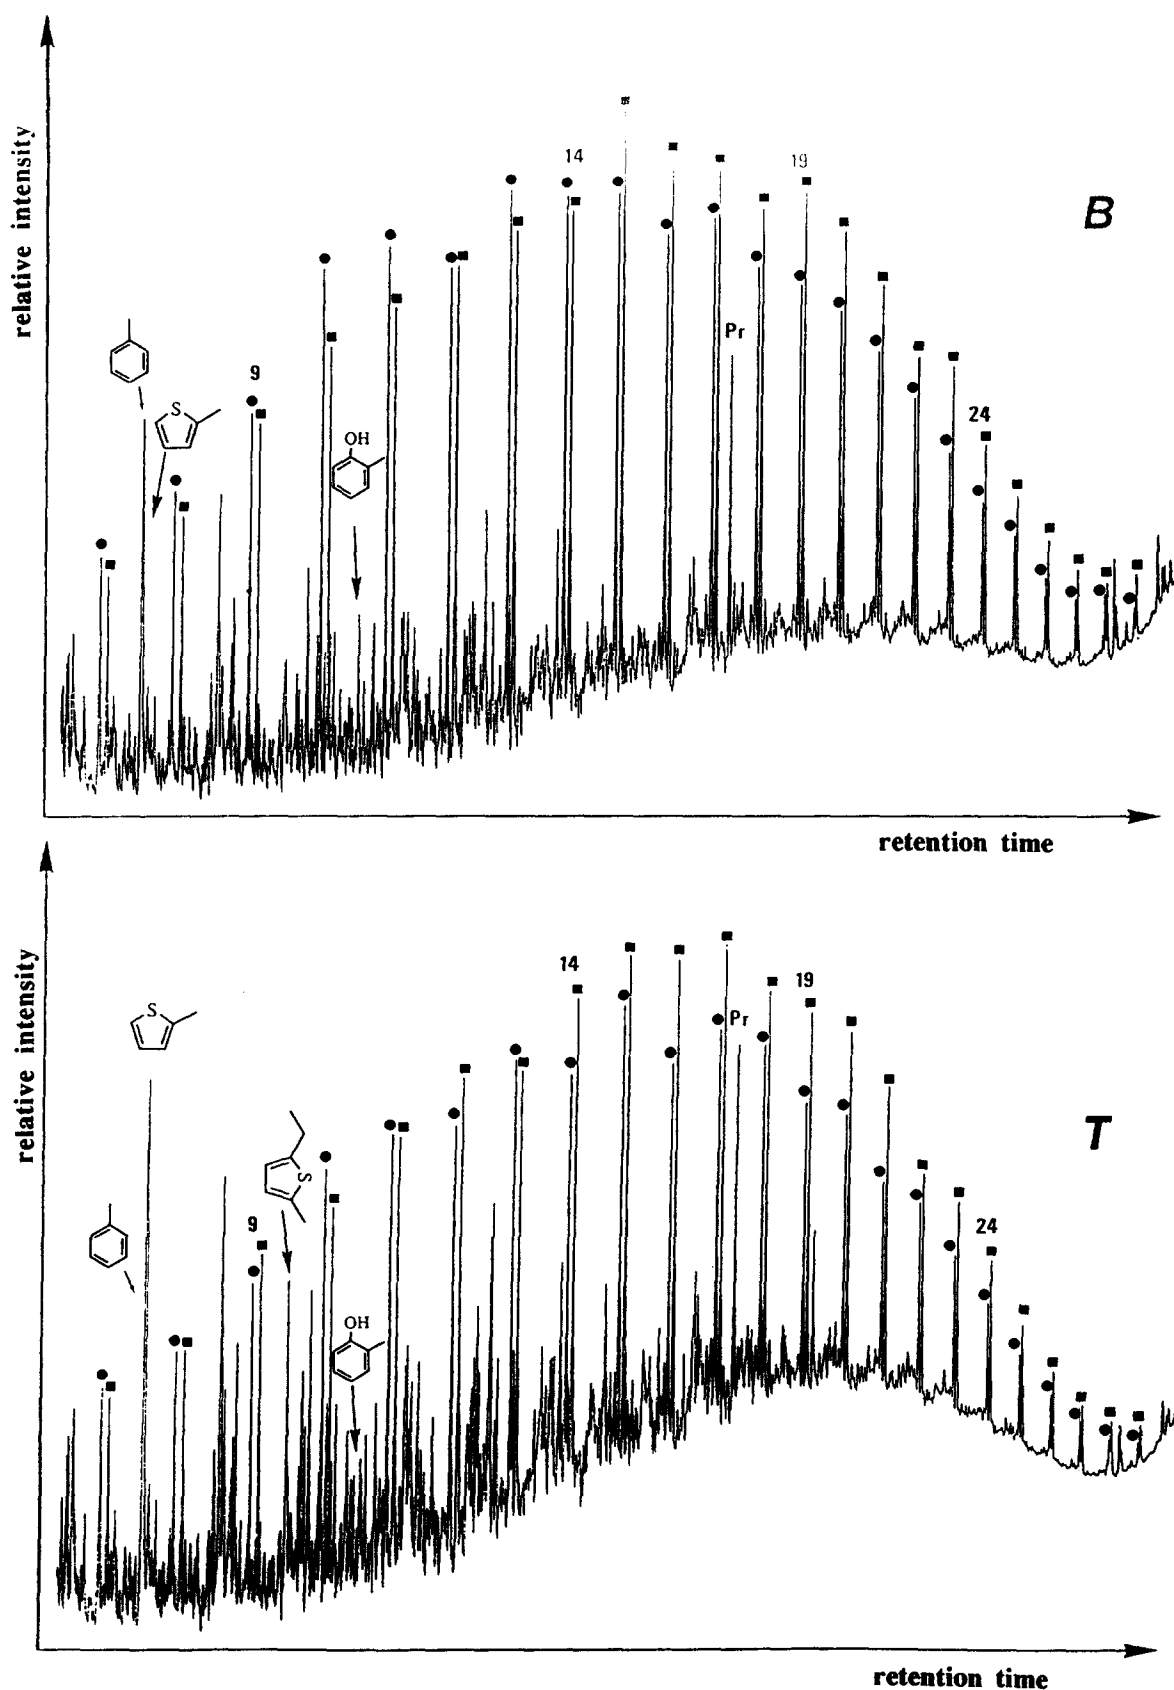 relative intensity
14
19
B
Pr
S
9
24
OH
retention time
relative intensity
14
19
S
Pr
T
S
9
24
OH
retention time